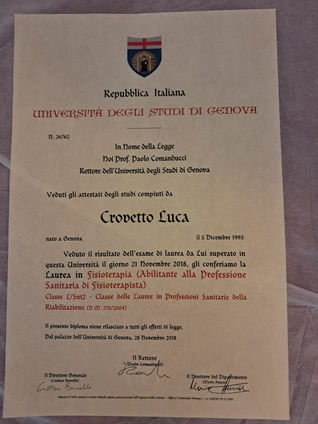 Repubblica Italiana
UNIVERSITÀ DEGLI STUDI DI GENOVA
N. 26762
In Nome della Legge
Noi Prof. Paolo Comanducci
Rettore dell'Università degli Studi di Genova
Veduti gli attestati degli studi compiuti da
Crovetto Luca
nato a Genova il 5 Dicembre 1993
Veduto il risultato dell'esame di laurea da Lui superato in
questa Università il giorno 21 Novembre 2018, gli conferiamo la
Laurea in Fisioterapia (Abilitante alla Professione
Sanitaria di Fisioterapista)
Classe L/Snt2 - Classe delle Lauree in Professioni Sanitarie della
Riabilitazione (D.M. 270/2004)
Il presente diploma viene rilasciato a tutti gli effetti di legge.
Dal palazzo dell'Università di Genova, 28 Novembre 2018
Il Rettore
(Paolo Comanducci)
Il Direttore Generale
Il Direttore del Dipartimento